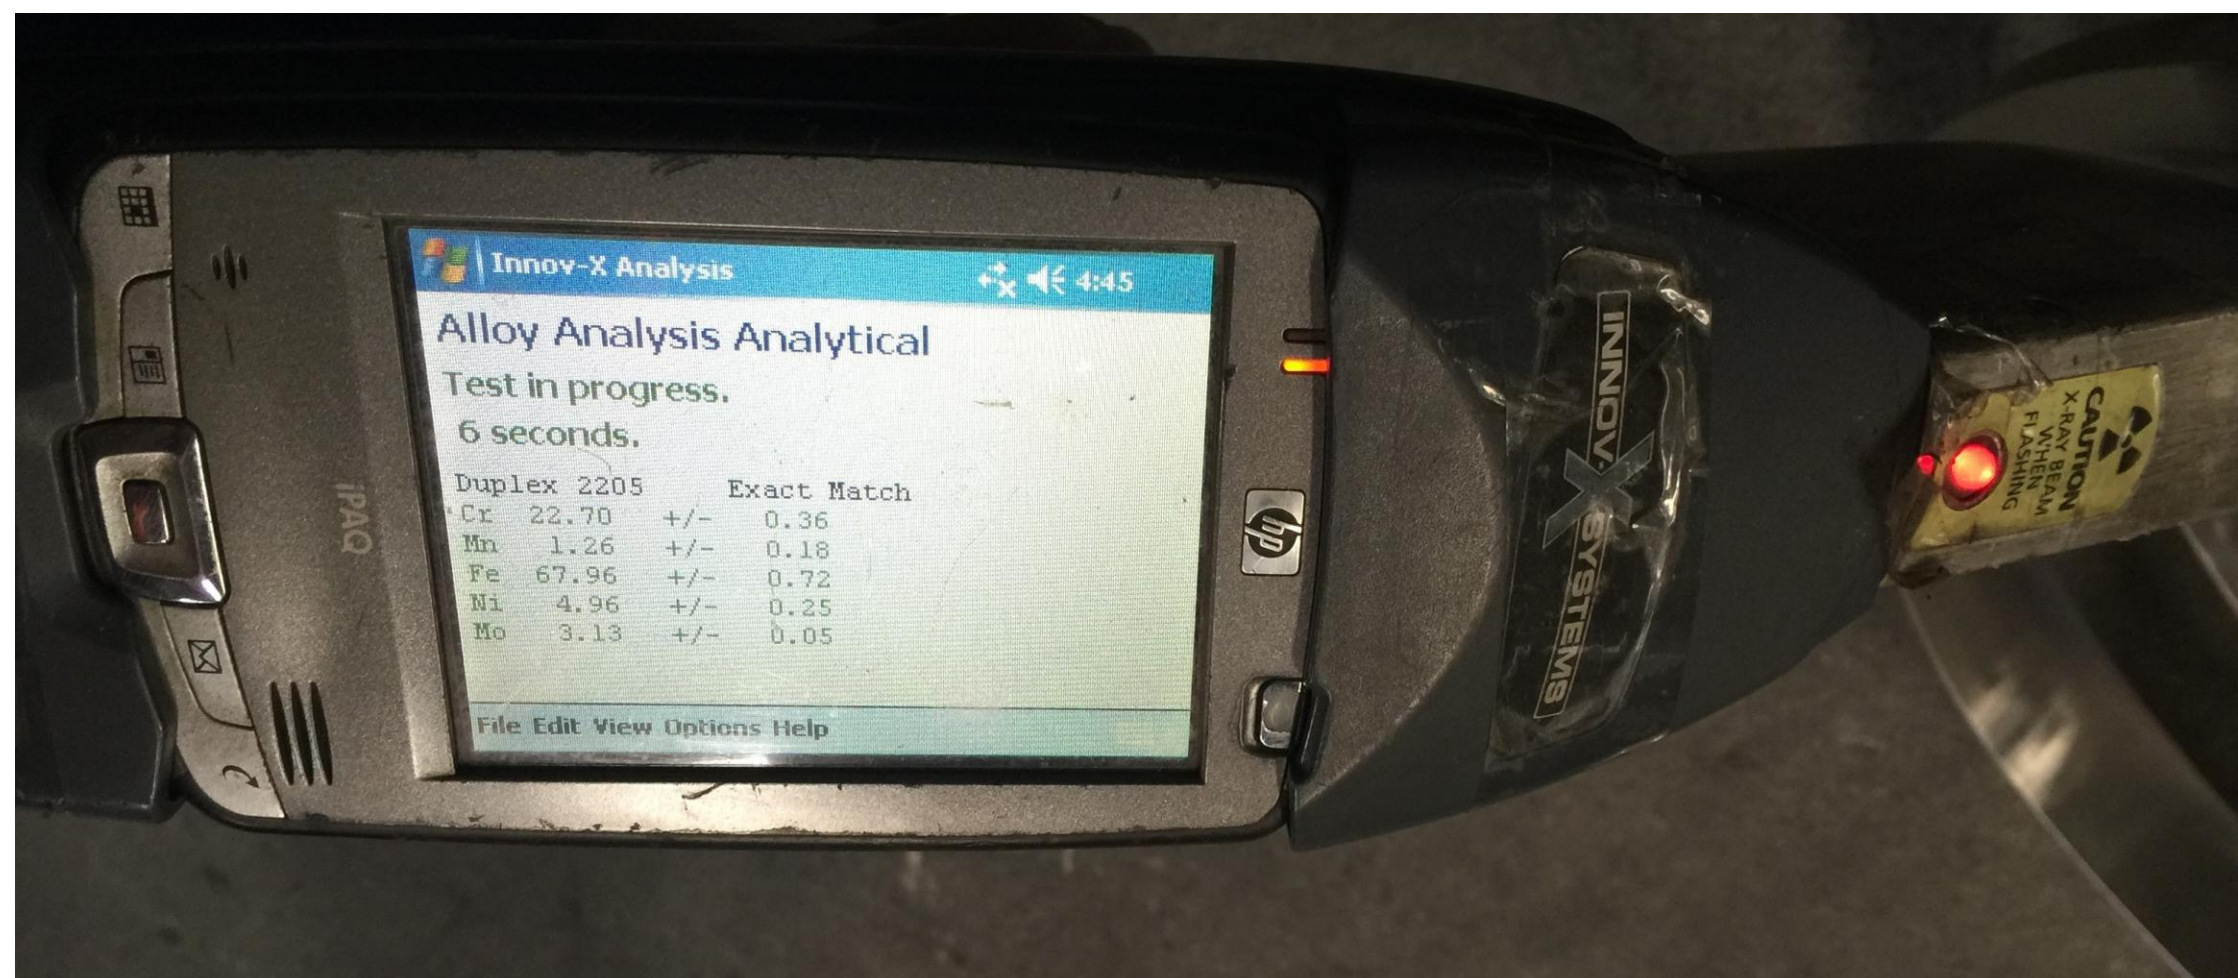 Innov-X Analysis 4:45
Alloy Analysis Analytical
Test in progress.
6 seconds.
Duplex 2205 Exact Match
Cr 22.70 +/- 0.36
Mn 1.26 +/- 0.18
Fe 67.96 +/- 0.72
Ni 4.96 +/- 0.25
Mo 3.13 +/- 0.05
File Edit View Options Help
iPAQ
hp
INNOV-X SYSTEMS
CAUTION
X-RAY BEAM
WHEN
FLASHING